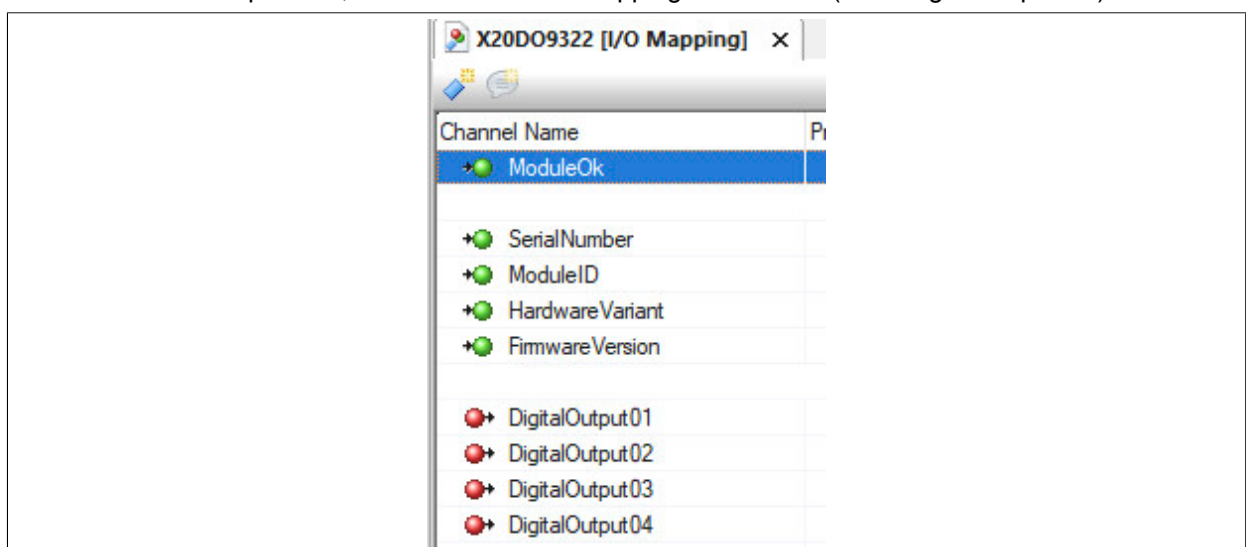 X20DO9322 [I/O Mapping] ×
Channel Name
ModuleOk
SerialNumber
ModuleID
HardwareVariant
FirmwareVersion
DigitalOutput01
DigitalOutput02
DigitalOutput03
DigitalOutput04